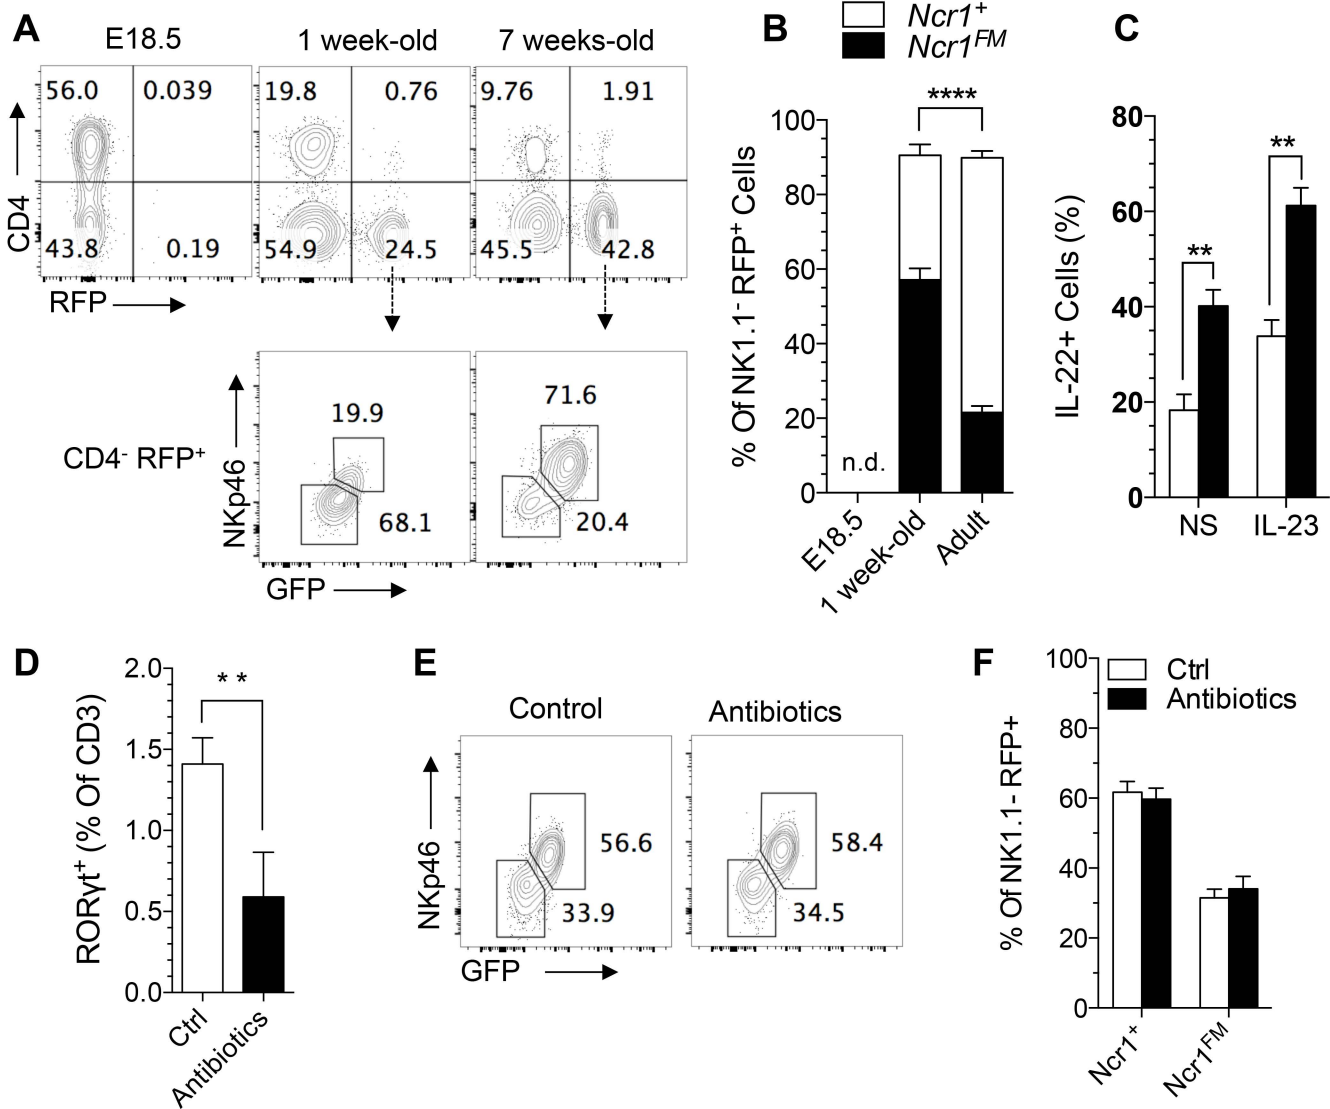 A
E18.5
1 week-old
7 weeks-old
56.0
0.039
19.8
0.76
9.76
1.91
CD4
43.8
0.19
54.9
24.5
45.5
42.8
RFP
CD4- RFP+
NKp46
19.9
68.1
71.6
20.4
GFP
B
Ncr1+
Ncr1FM
****
% Of NK1.1- RFP+ Cells
100
80
60
40
20
0
n.d.
E18.5
1 week-old
Adult
C
IL-22+ Cells (%)
80
60
40
20
0
**
**
NS
IL-23
D
RORγt+ (% Of CD3)
2.0
1.5
1.0
0.5
0.0
* *
Ctrl
Antibiotics
E
Control
Antibiotics
NKp46
56.6
33.9
58.4
34.5
GFP
F
Ctrl
Antibiotics
% Of NK1.1- RFP+
100
80
60
40
20
0
Ncr1+
Ncr1FM